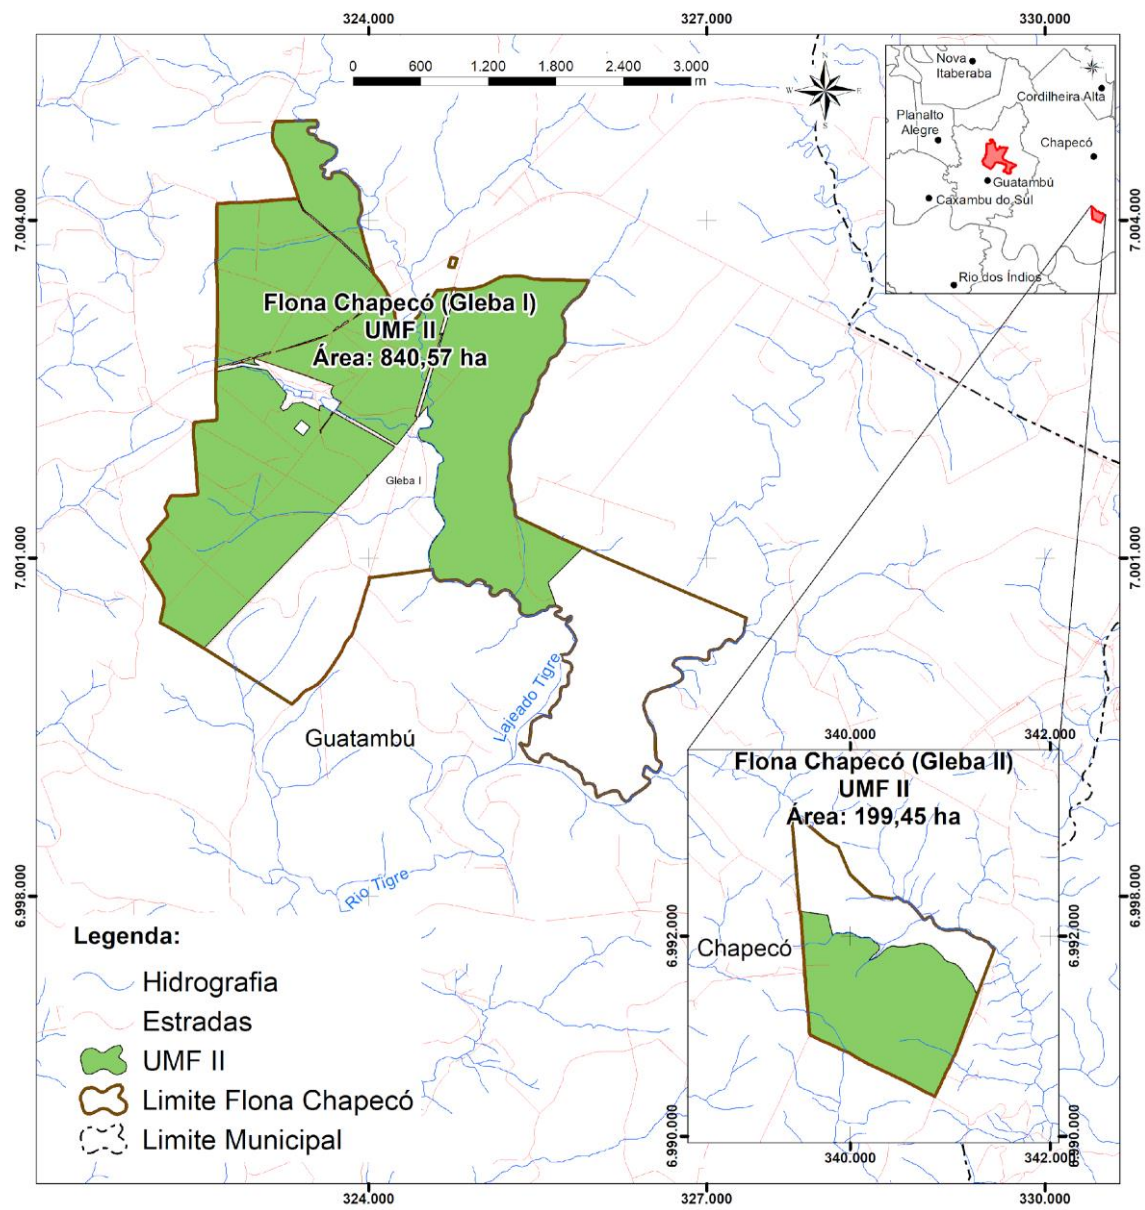 324.000
327.000
330.000
0
600
1.200
1.800
2.400
3.000
m
N
W
E
S
Nova
Itaberaba
Cordilheira Alta
Planalto
Alegre
Chapecó
Guatambú
Caxambu do Sul
Rio dos Índios
7.004.000
7.004.000
Flona Chapecó (Gleba I)
UMF II
Área: 840,57 ha
Gleba I
7.001.000
7.001.000
Lajeado Tigre
Guatambú
Rio Tigre
340.000
342.000
Flona Chapecó (Gleba II)
UMF II
Área: 199,45 ha
6.998.000
6.998.000
6.992.000
6.992.000
Chapecó
6.990.000
6.990.000
340.000
342.000
Legenda:
Hidrografia
Estradas
UMF II
Limite Flona Chapecó
Limite Municipal
324.000
327.000
330.000